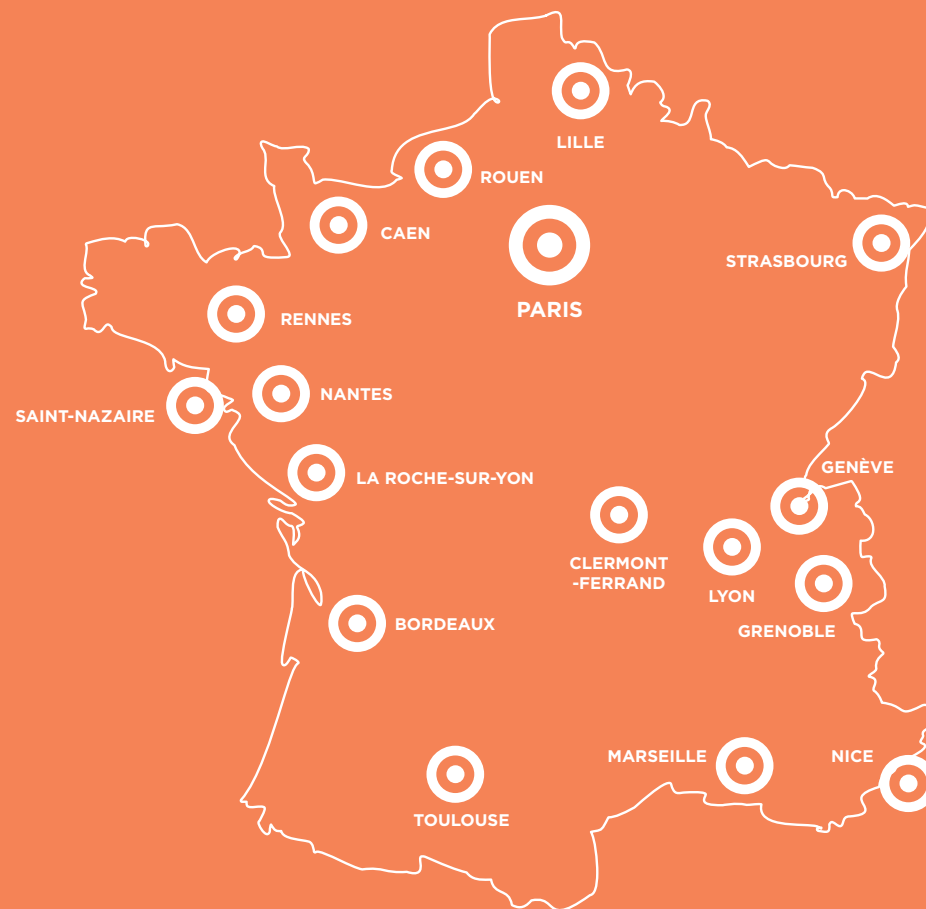 LILLE
ROUEN
CAEN
STRASBOURG
PARIS
RENNES
NANTES
SAINT-NAZAIRE
GENÈVE
LA ROCHE-SUR-YON
CLERMONT
-FERRAND
LYON
BORDEAUX
GRENOBLE
MARSEILLE
NICE
TOULOUSE